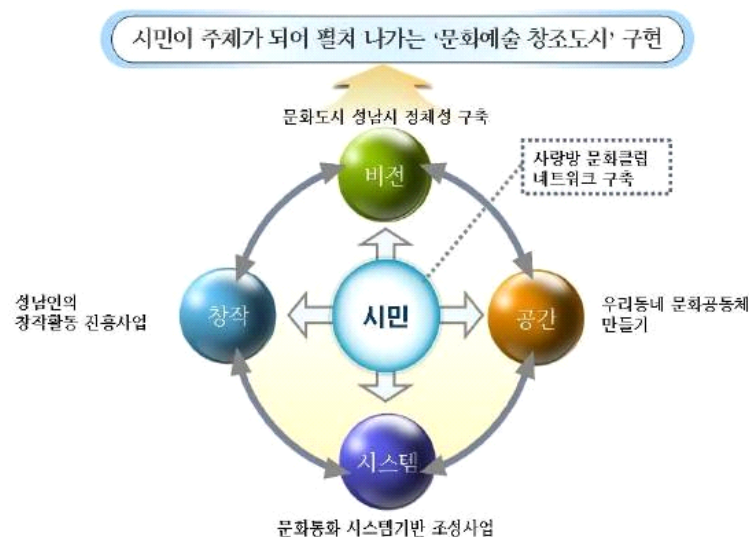 시민이 주체가 되어 펼쳐 나가는 '문화예술 창조도시' 구현
문화도시 성남시 정체성 구축
비전
사랑방 문화클럽
네트워크 구축
성남인의
창작활동 진흥사업
창작
시민
공간
우리동네 문화공동체
만들기
시스템
문화통화 시스템기반 조성사업